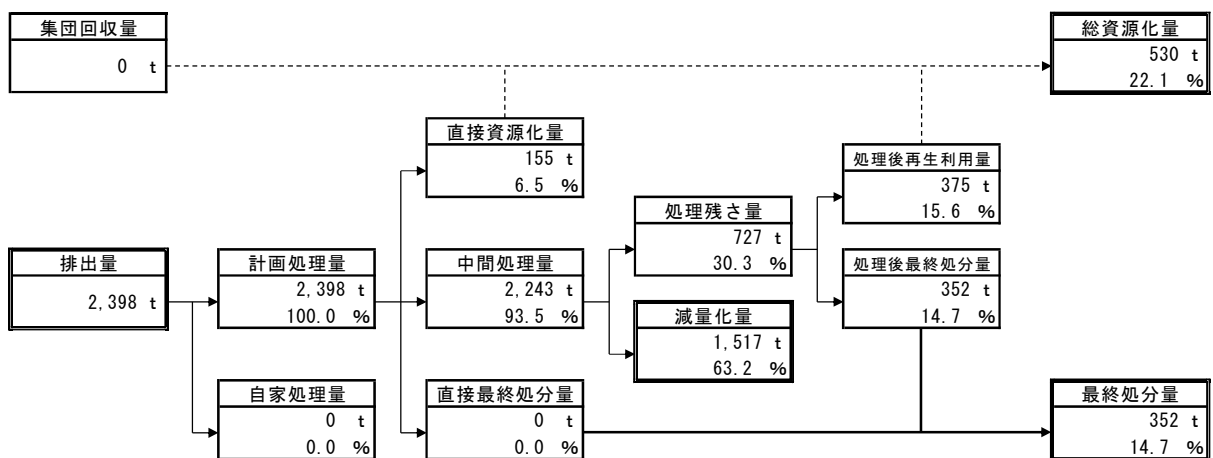 集団回収量
0 t
総資源化量
530 t
22.1 %
直接資源化量
155 t
6.5 %
処理後再生利用量
375 t
15.6 %
処理残さ量
727 t
30.3 %
排出量
2,398 t
計画処理量
2,398 t
100.0 %
中間処理量
2,243 t
93.5 %
処理後最終処分量
352 t
14.7 %
減量化量
1,517 t
63.2 %
自家処理量
0 t
0.0 %
直接最終処分量
0 t
0.0 %
最終処分量
352 t
14.7 %